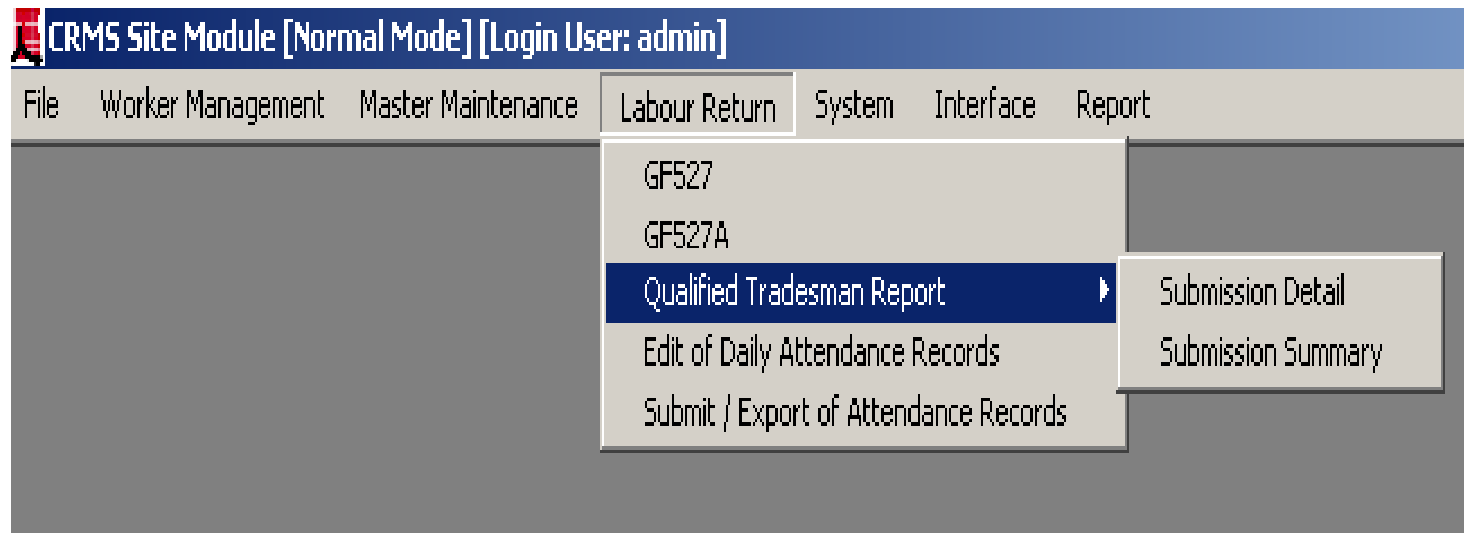 CRMS Site Module [Normal Mode] [Login User: admin]
File Worker Management Master Maintenance Labour Return System Interface Report
GF527
GF527A
Qualified Tradesman Report
Submission Detail
Edit of Daily Attendance Records
Submission Summary
Submit / Export of Attendance Records